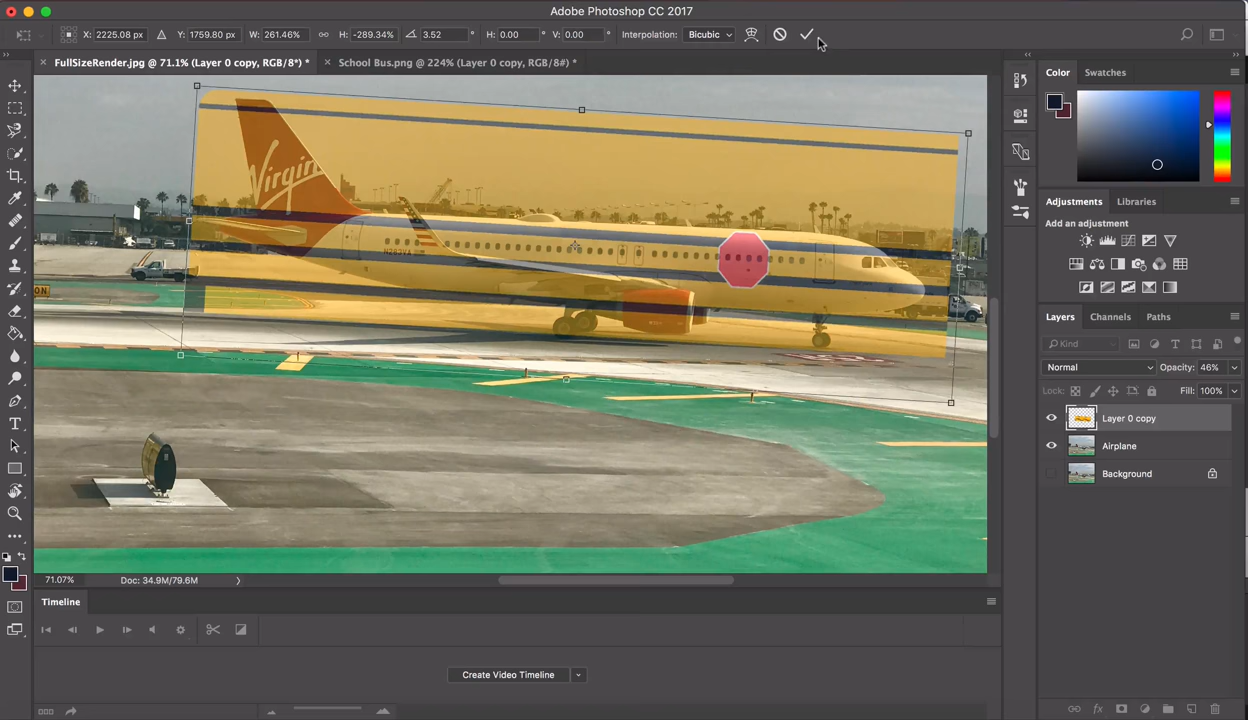 Adobe Photoshop CC 2017
X: 2225.08 px Y: 1759.80 px W: 261.46% H: -289.34% 3.52 ° H: 0.00 ° V: 0.00 ° Interpolation: Bicubic
FullSizeRender.jpg @ 71.1% (Layer 0 copy, RGB/8*) * School Bus.png @ 224% (Layer 0 copy, RGB/8#) *
Color Swatches
Virgin
N283VA
ON
Adjustments Libraries
Add an adjustment
Layers Channels Paths
Kind
Normal Opacity: 46%
Lock: Fill: 100%
Layer 0 copy
Airplane
Background
71.07% Doc: 34.9M/79.6M
Timeline
Create Video Timeline